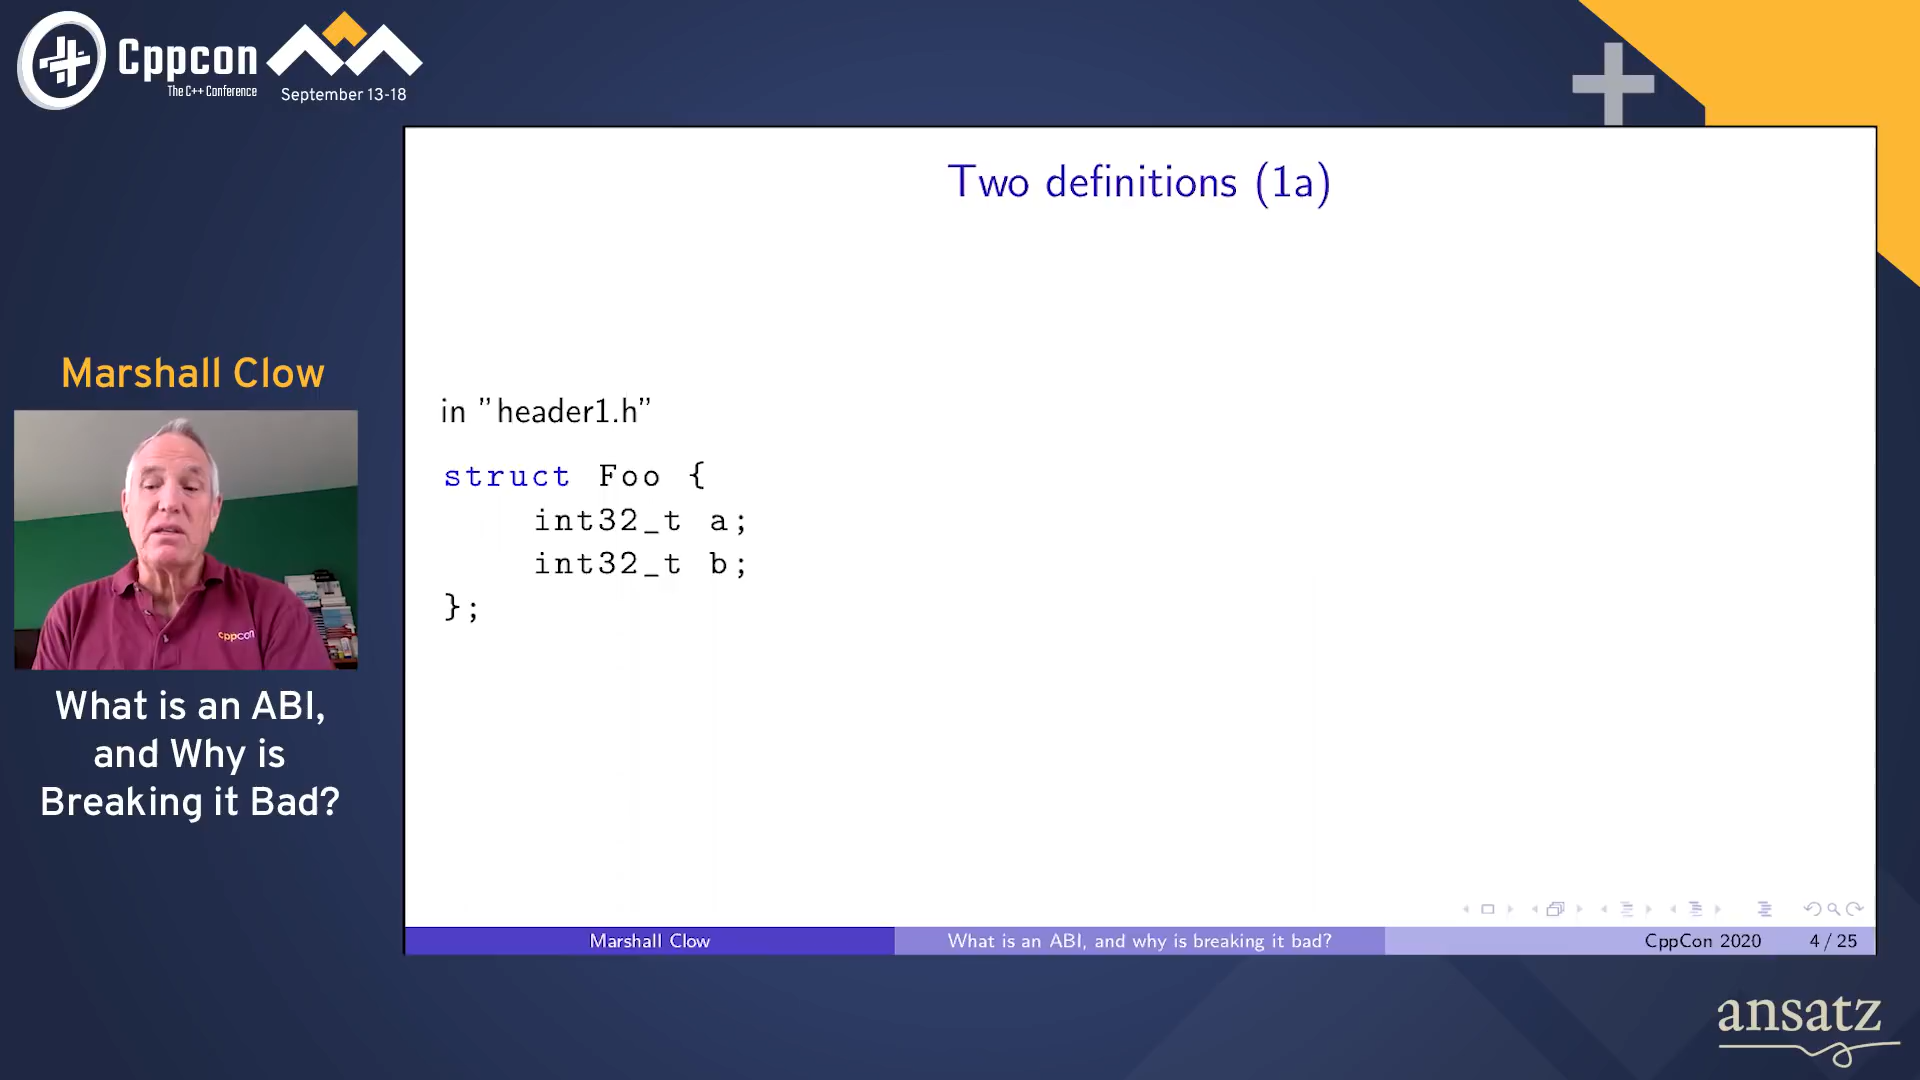 Cppcon
The C++ Conference
September 13-18
Marshall Clow
cppcon
What is an ABI,
and Why is
Breaking it Bad?
Two definitions (1a)
in ”header1.h”
struct Foo {
    int32_t a;
    int32_t b;
};
Marshall Clow
What is an ABI, and why is breaking it bad?
CppCon 2020
4 / 25
ansatz